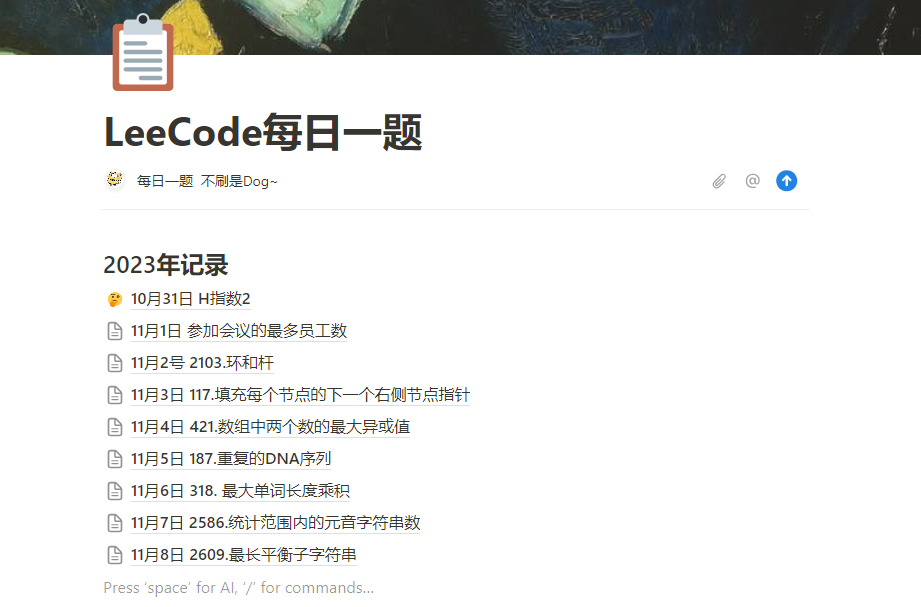 LeeCode每日一题
每日一题 不刷是Dog~
@
2023年记录
10月31日 H指数2
11月1日 参加会议的最多员工数
11月2号 2103.环和杆
11月3日 117.填充每个节点的下一个右侧节点指针
11月4日 421.数组中两个数的最大异或值
11月5日 187.重复的DNA序列
11月6日 318. 最大单词长度乘积
11月7日 2586.统计范围内的元音字符串数
11月8日 2609.最长平衡子字符串
Press ‘space’ for AI, ‘/’ for commands…